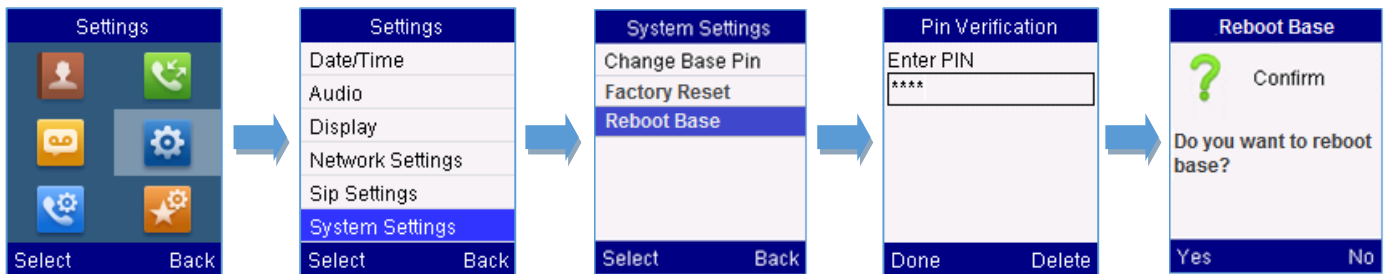 Settings
Select Back
Settings
Date/Time
Audio
Display
Network Settings
Sip Settings
System Settings
Select Back
System Settings
Change Base Pin
Factory Reset
Reboot Base
Select Back
Pin Verification
Enter PIN
****
Done Delete
Reboot Base
Confirm
Do you want to reboot
base?
Yes No